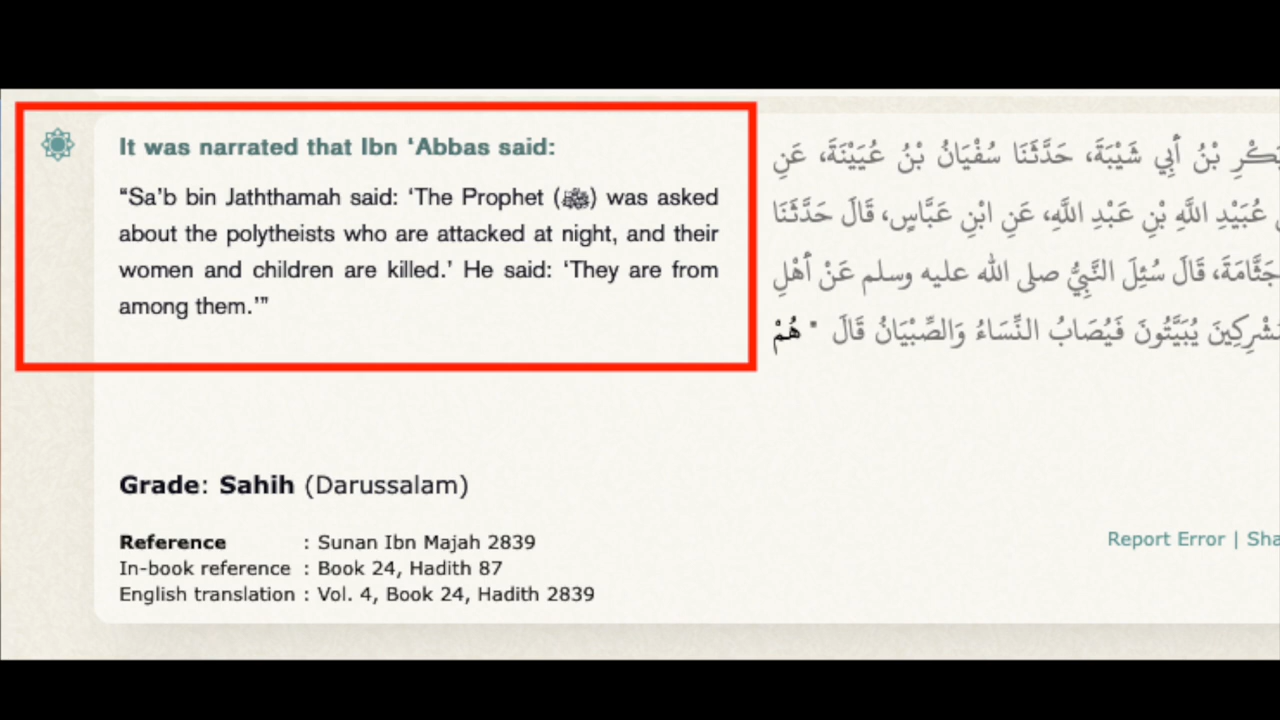 It was narrated that Ibn ‘Abbas said:
“Sa’b bin Jaththamah said: ‘The Prophet (ﷺ) was asked
about the polytheists who are attacked at night, and their
women and children are killed.’ He said: ‘They are from
among them.’”
بْنُ أَبِي شَيْبَةَ، حَدَّثَنَا سُفْيَانُ بْنُ عُيَيْنَةَ، عَنِ
عُبَيْدِ اللَّهِ بْنِ عَبْدِ اللَّهِ، عَنِ ابْنِ عَبَّاسٍ، قَالَ حَدَّثَنَا
جَثَّامَةَ، قَالَ سُئِلَ النَّبِيُّ صلى الله عليه وسلم عَنْ أَهْلِ
يُبَيَّتُونَ فَيُصَابُ النِّسَاءُ وَالصِّبْيَانُ قَالَ ‏"‏ هُمْ
Grade: Sahih (Darussalam)
Reference : Sunan Ibn Majah 2839
In-book reference : Book 24, Hadith 87
English translation : Vol. 4, Book 24, Hadith 2839
Report Error | Sha